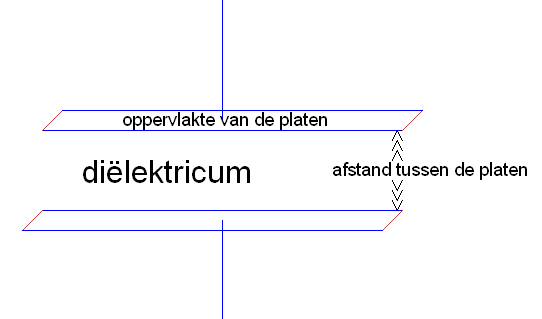 oppervlakte van de platen
diëlektricum
afstand tussen de platen